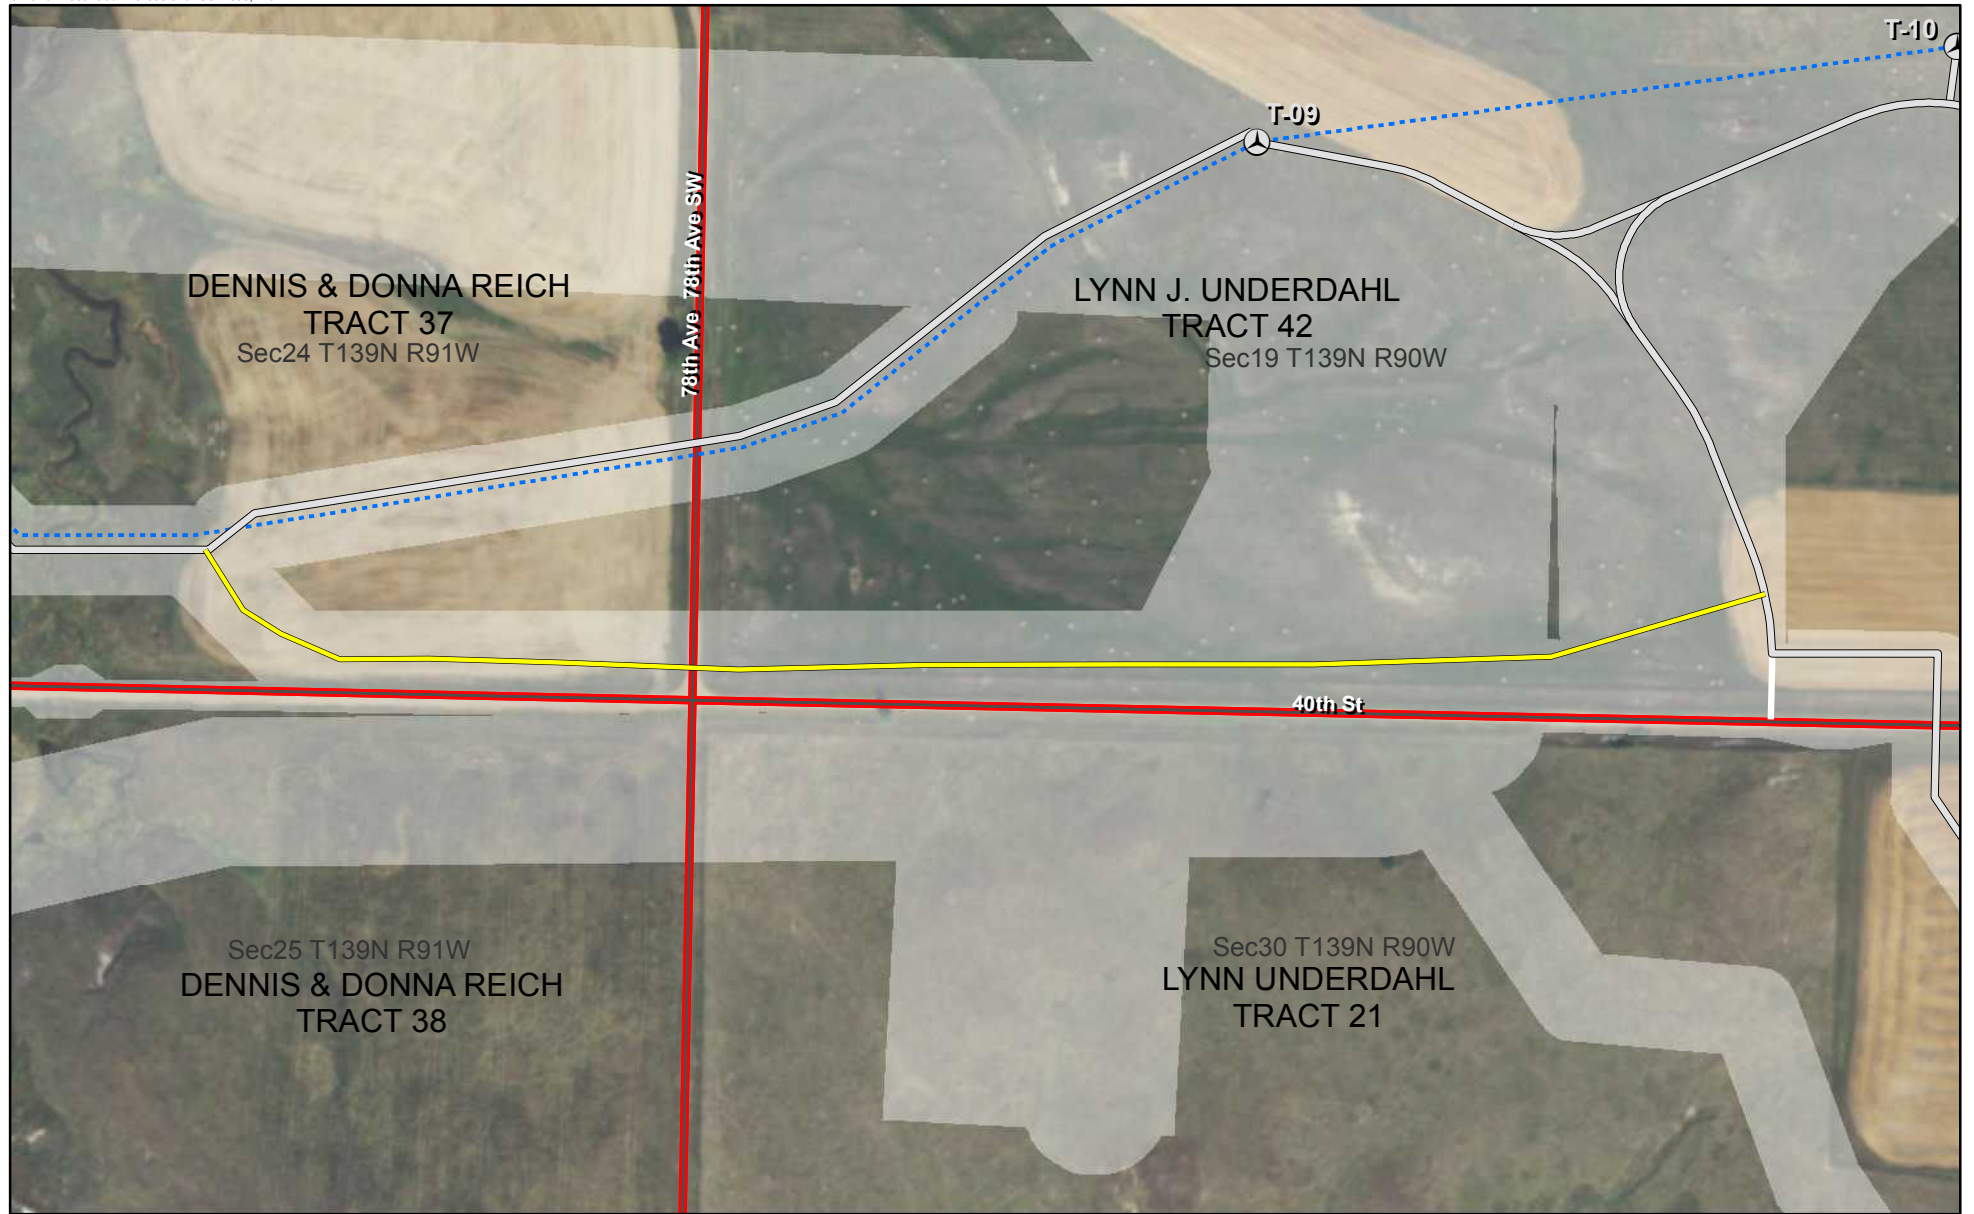 T-10
T-09
78th Ave 78th Ave SW
DENNIS & DONNA REICH
TRACT 37
Sec24 T139N R91W
LYNN J. UNDERDAHL
TRACT 42
Sec19 T139N R90W
40th St
Sec25 T139N R91W
DENNIS & DONNA REICH
TRACT 38
Sec30 T139N R90W
LYNN UNDERDAHL
TRACT 21